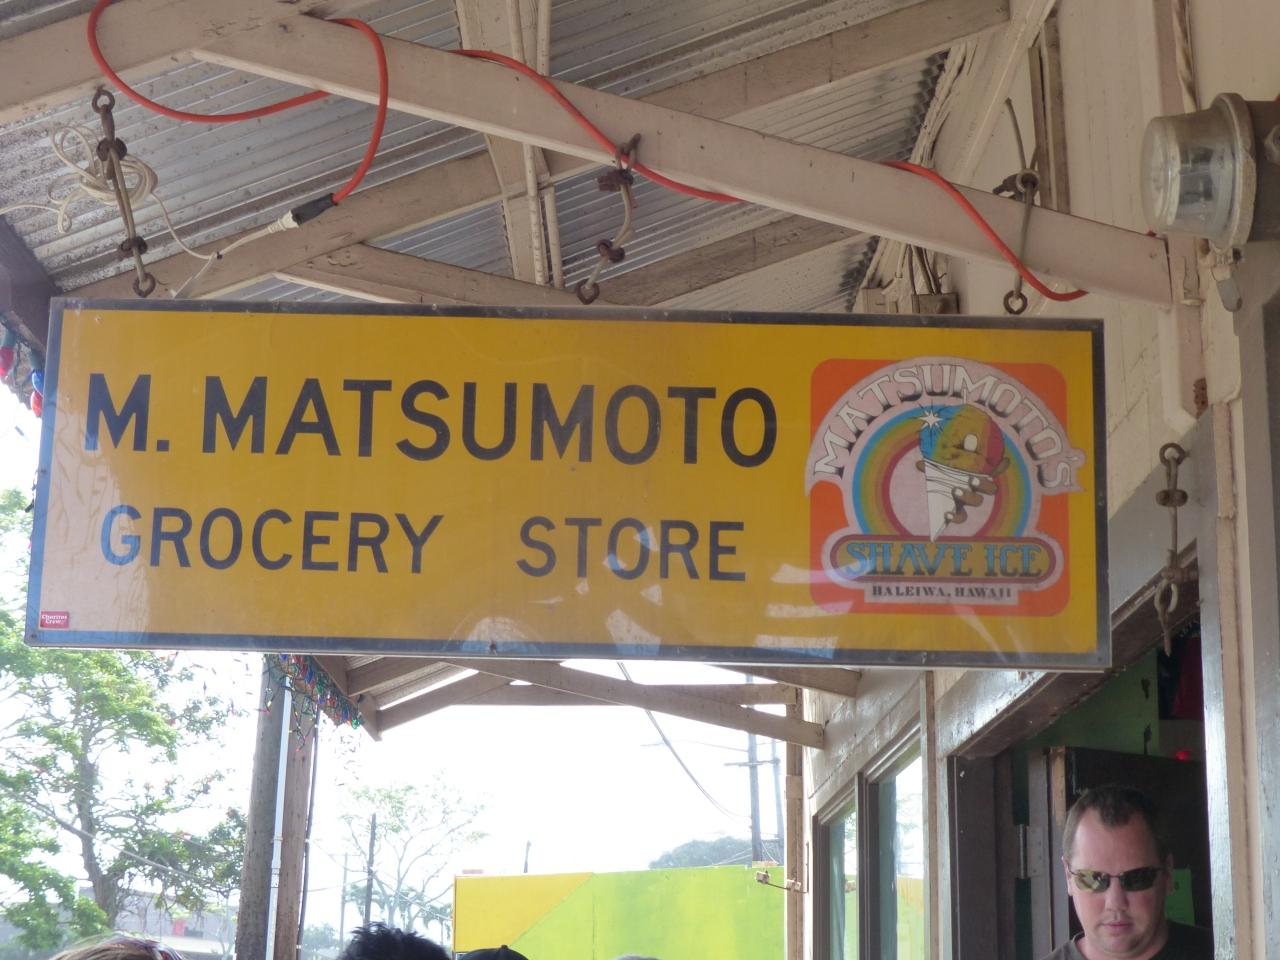 M. MATSUMOTO
GROCERY STORE
MATSUMOTO'S
SHAVE ICE
HALEIWA, HAWAII